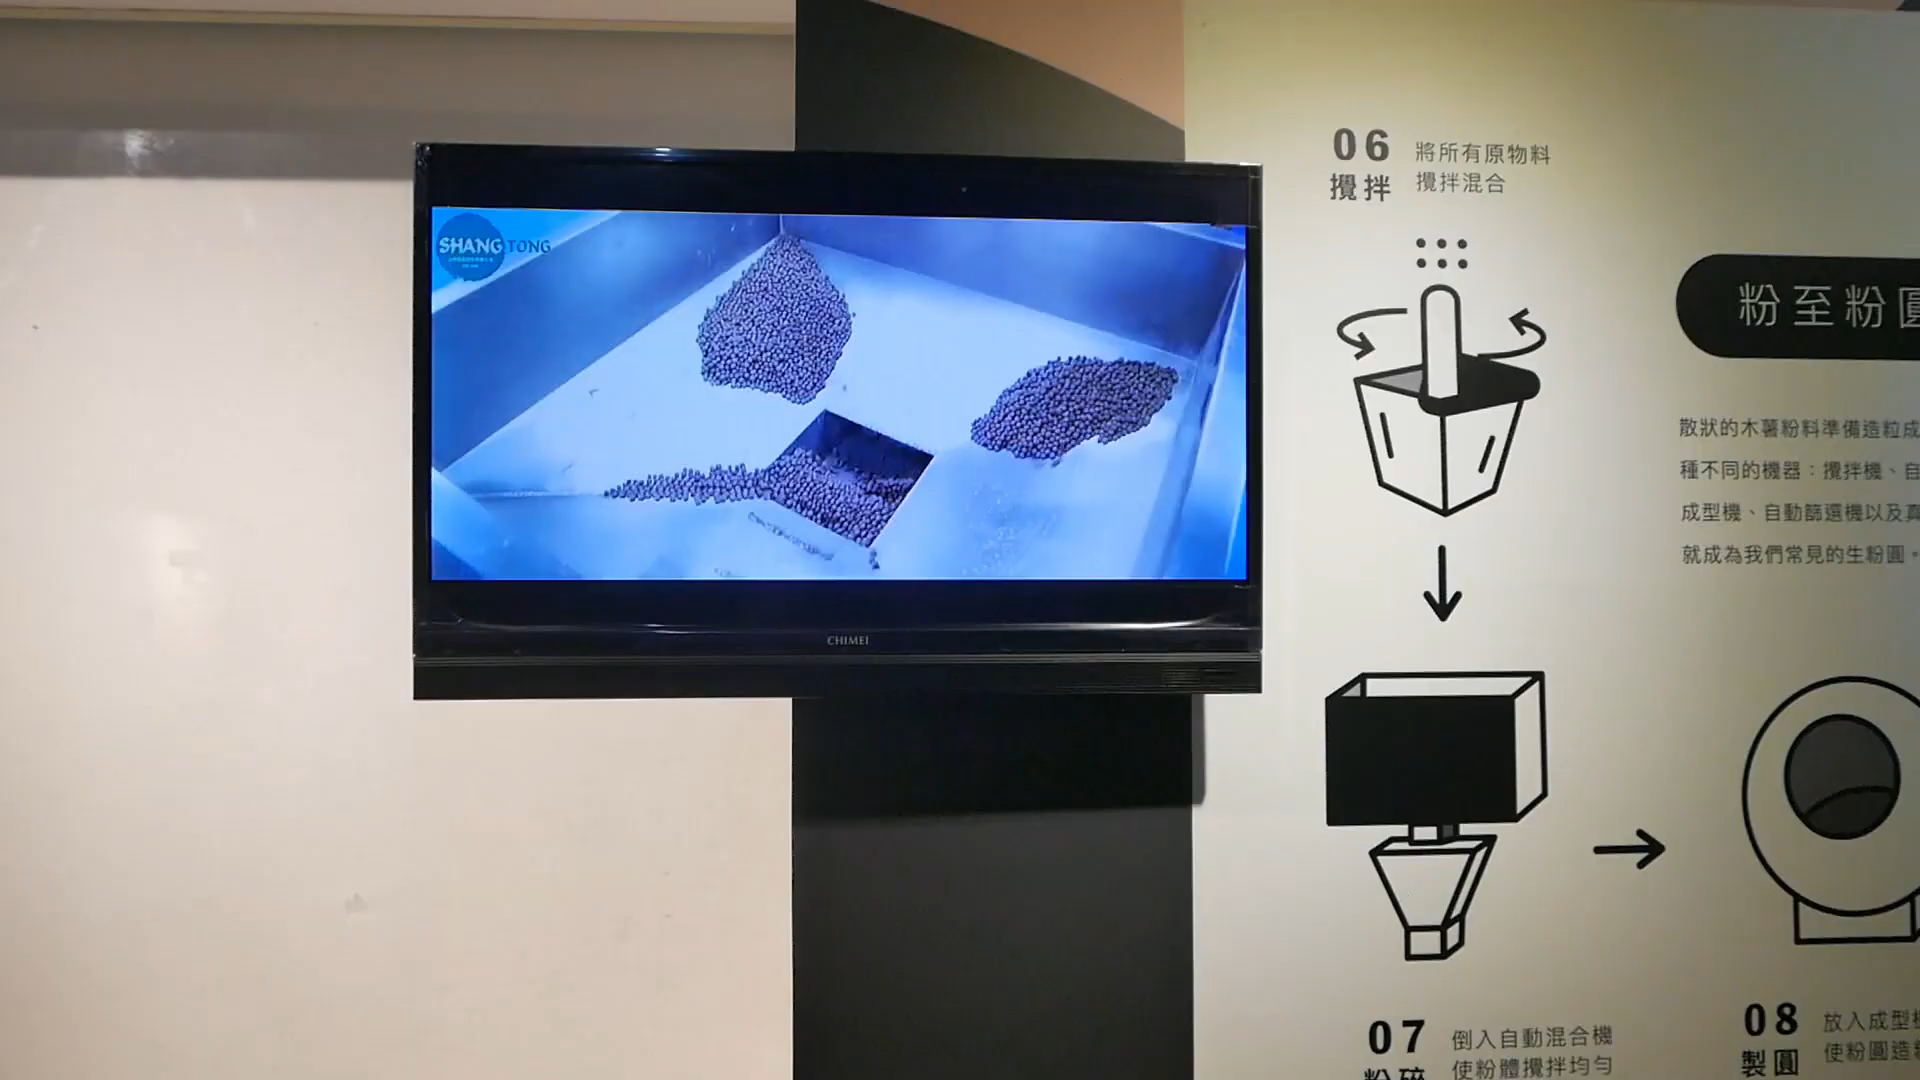 SHANG TONG
CHIMEI
06
攪拌
將所有原物料
攪拌混合
粉至粉圓
散狀的木薯粉料準備造粒成
種不同的機器：攪拌機、自
成型機、自動篩選機以及真
就成為我們常見的生粉圓。
07
倒入自動混合機
使粉體攪拌均勻
08
製圓
放入成型機
使粉圓造粒